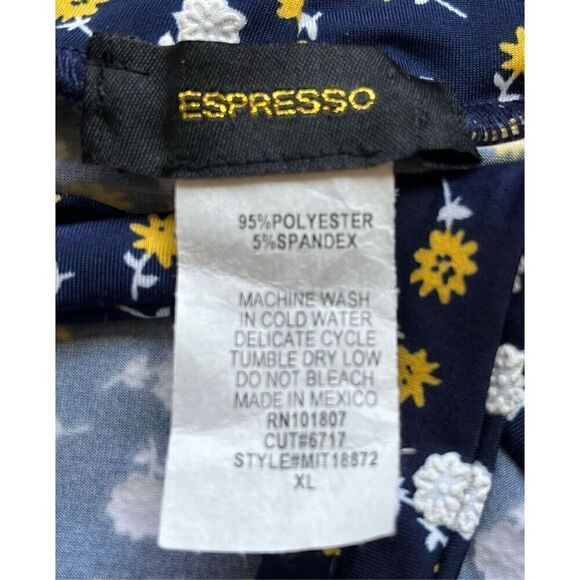 ESPRESSO
95%POLYESTER
5%SPANDEX
MACHINE WASH
IN COLD WATER
DELICATE CYCLE
TUMBLE DRY LOW
DO NOT BLEACH
MADE IN MEXICO
RN101807
CUT#6717
STYLE#MIT18872
XL